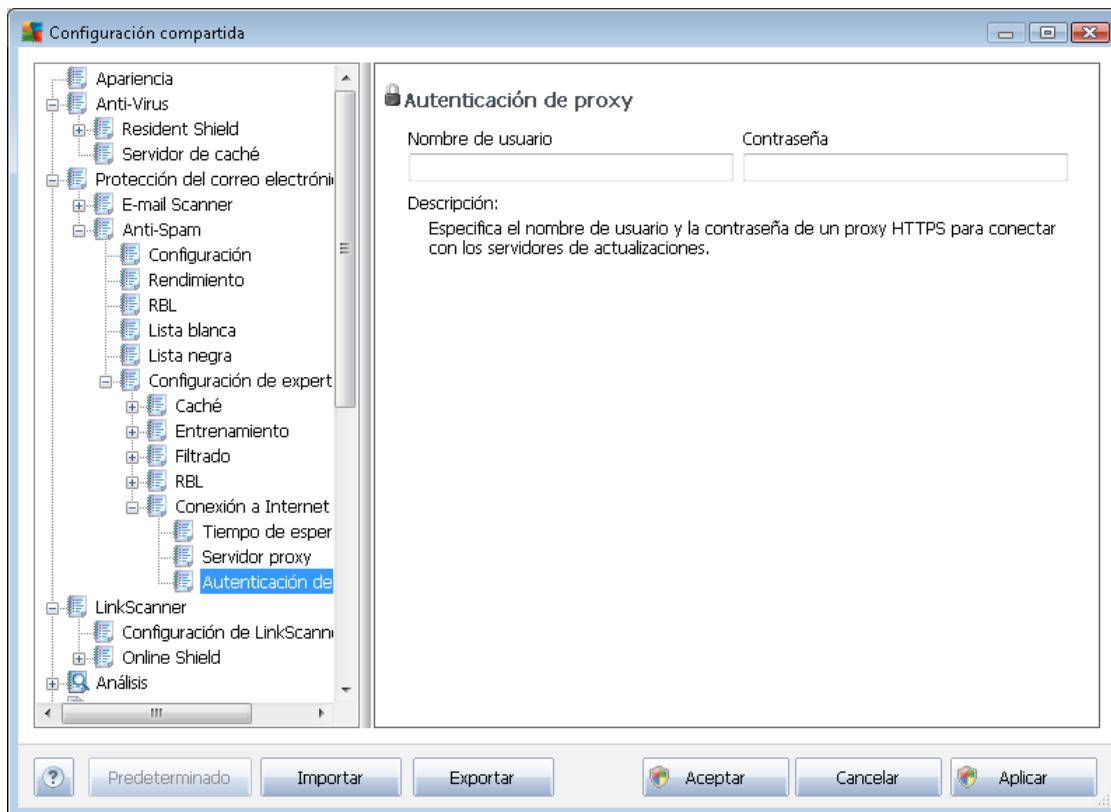 Configuración compartida
Apariencia
Anti-Virus
Resident Shield
Servidor de caché
Protección del correo electróni
E-mail Scanner
Anti-Spam
Configuración
Rendimiento
RBL
Lista blanca
Lista negra
Configuración de expert
Caché
Entrenamiento
Filtrado
RBL
Conexión a Internet
Tiempo de esper
Servidor proxy
Autenticación de
LinkScanner
Configuración de LinkScann
Online Shield
Análisis
Autenticación de proxy
Nombre de usuario Contraseña
Descripción:
Especifica el nombre de usuario y la contraseña de un proxy HTTPS para conectar
con los servidores de actualizaciones.
? Predeterminado Importar Exportar Aceptar Cancelar Aplicar